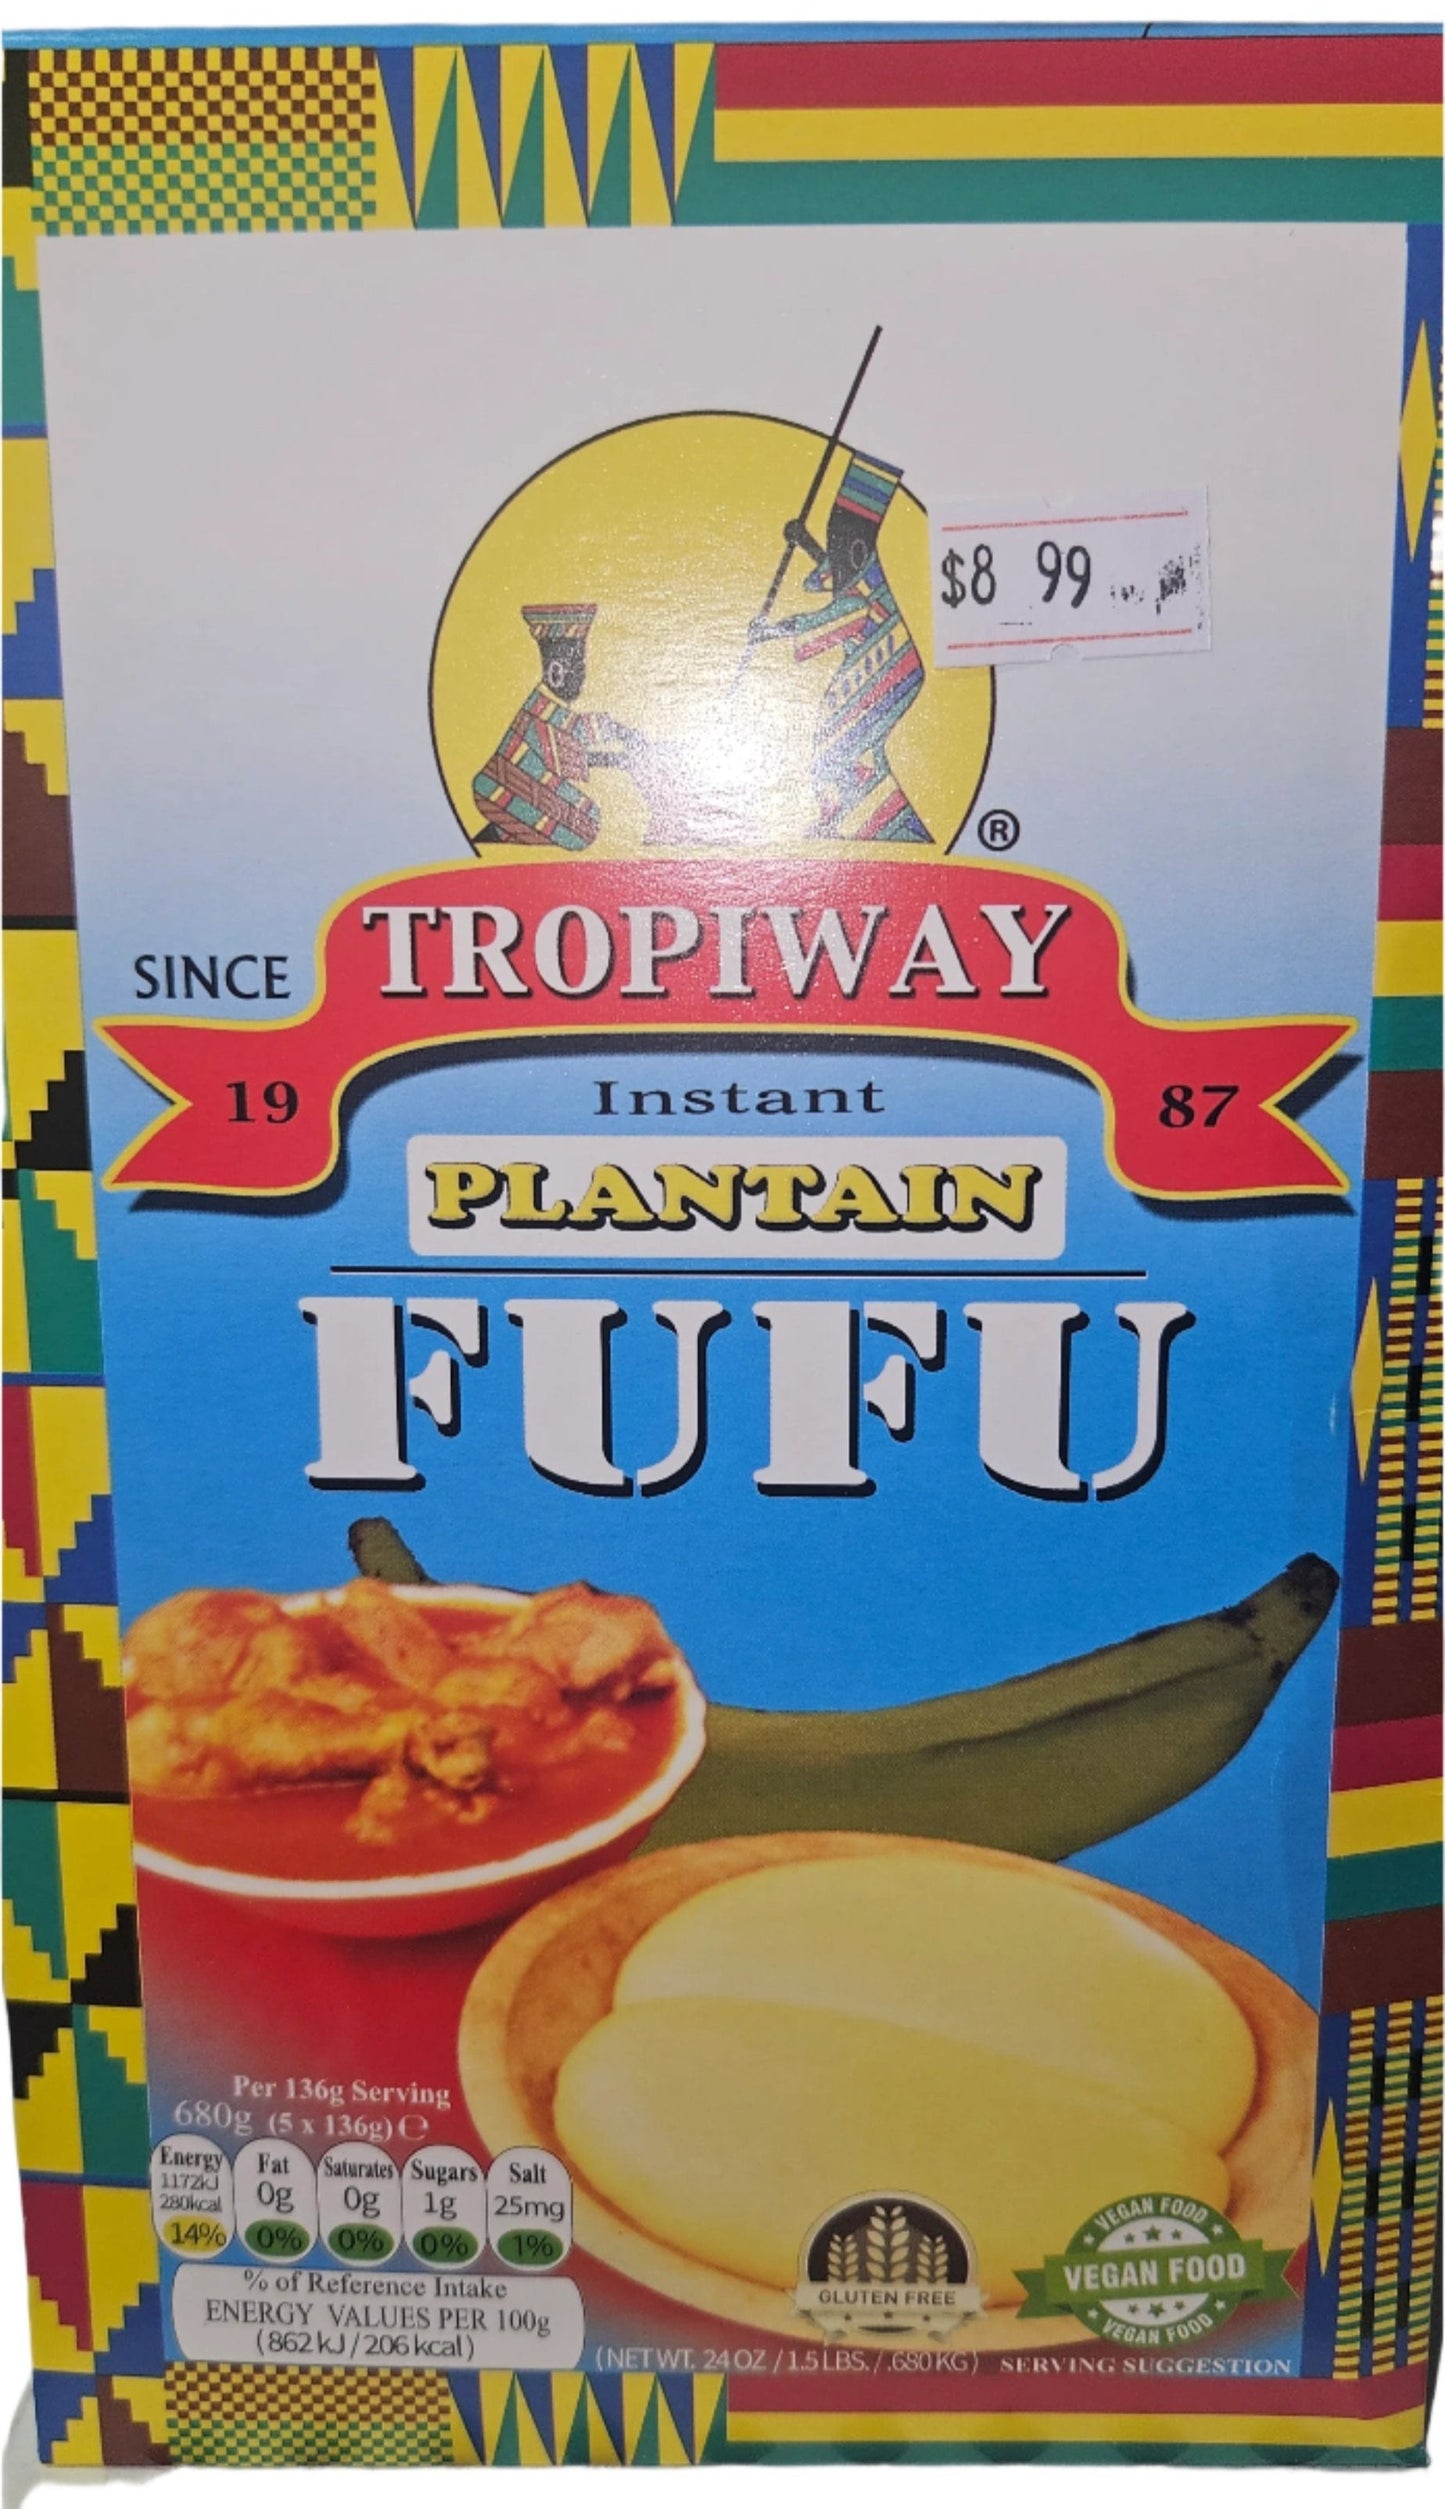 $8 99
®
TROPIWAY
SINCE
19 87
Instant
PLANTAIN
FUFU
Per 136g Serving
680g (5 x 136g) ℮
Energy Fat Saturates Sugars Salt
1172kJ
280kcal 0g 0g 1g 25mg
14% 0% 0% 0% 1%
% of Reference Intake
ENERGY VALUES PER 100g
(862 kJ / 206 kcal)
GLUTEN FREE
VEGAN FOOD
VEGAN FOOD
VEGAN FOOD
(NET WT. 24 OZ / 1.5 LBS. / .680 KG) SERVING SUGGESTION